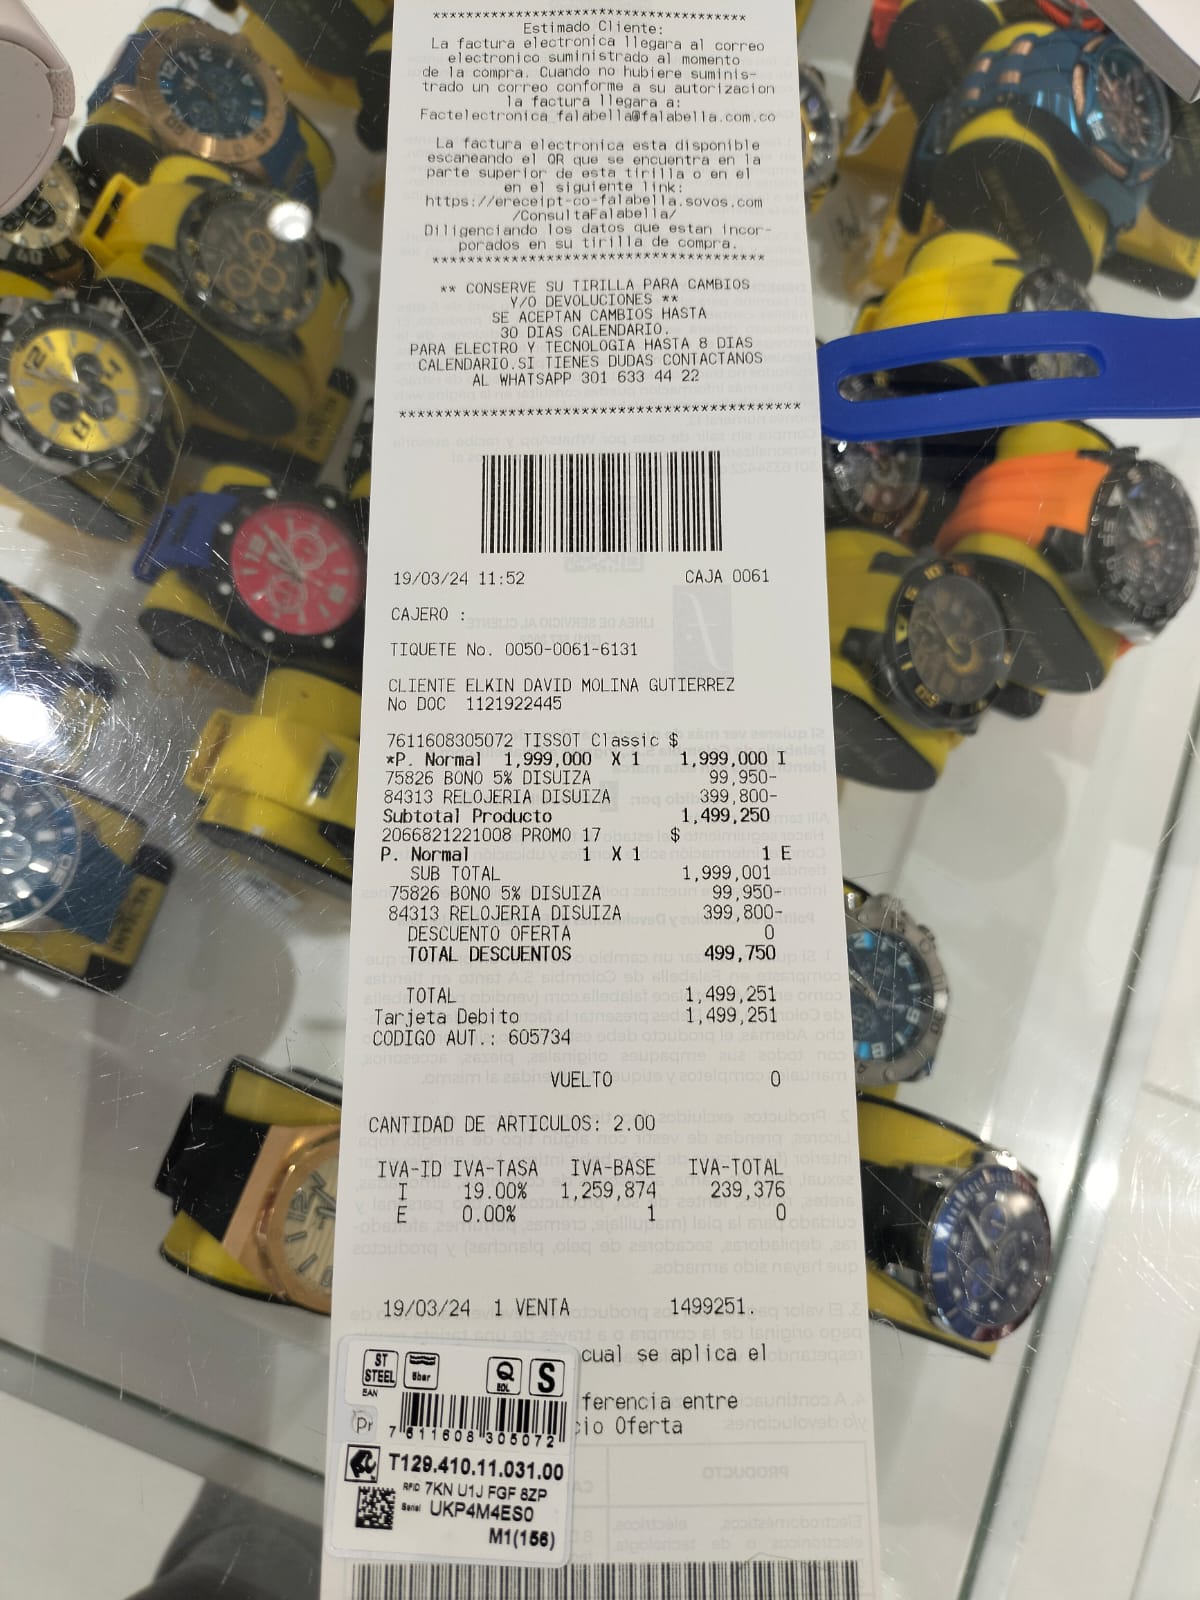 ****************************************
Estimado Cliente:
La factura electronica llegara al correo
electronico suministrado al momento
de la compra. Cuando no hubiere suminis-
trado un correo conforme a su autorizacion
la factura llegara a:
Factelectronica_falabella@falabella.com.co
La factura electronica esta disponible
escaneando el QR que se encuentra en la
parte superior de esta tirilla o en el
en el siguiente link:
https://ereceipt-co-falabella.sovos.com
/ConsultaFalabella/
Diligenciando los datos que estan incor-
porados en su tirilla de compra.
****************************************
** CONSERVE SU TIRILLA PARA CAMBIOS
Y/O DEVOLUCIONES **
SE ACEPTAN CAMBIOS HASTA
30 DIAS CALENDARIO.
PARA ELECTRO Y TECNOLOGIA HASTA 8 DIAS
CALENDARIO.SI TIENES DUDAS CONTACTANOS
AL WHATSAPP 301 633 44 22
****************************************
19/03/24 11:52 CAJA 0061
CAJERO :
TIQUETE No. 0050-0061-6131
CLIENTE ELKIN DAVID MOLINA GUTIERREZ
No DOC 1121922445
7611608305072 TISSOT Classic $
*P. Normal 1,999,000 X 1 1,999,000 I
75826 BONO 5% DISUIZA 99,950-
84313 RELOJERIA DISUIZA 399,800-
Subtotal Producto 1,499,250
2066821221008 PROMO 17 $
P. Normal 1 X 1 1 E
SUB TOTAL 1,999,001
75826 BONO 5% DISUIZA 99,950-
84313 RELOJERIA DISUIZA 399,800-
DESCUENTO OFERTA 0
TOTAL DESCUENTOS 499,750
TOTAL 1,499,251
Tarjeta Debito 1,499,251
CODIGO AUT.: 605734
VUELTO 0
CANTIDAD DE ARTICULOS: 2.00
IVA-ID IVA-TASA IVA-BASE IVA-TOTAL
I 19.00% 1,259,874 239,376
E 0.00% 1 0
19/03/24 1 VENTA 1499251.
cual se aplica el
ferencia entre
cio Oferta
ST STEEL 5bar Q EOL S
EAN
Pr
7 611608 305072
T129.410.11.031.00
RFID 7KN U1J FGF 8ZP
Serial UKP4M4ES0
M1(156)